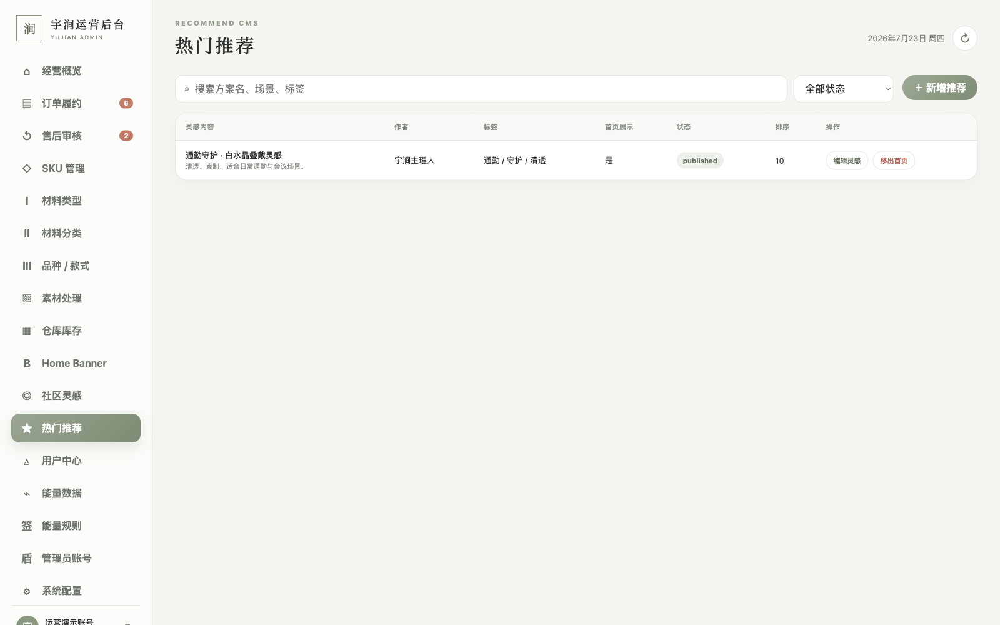 涧
宇涧运营后台
YUJIAN ADMIN
经营概览
订单履约 6
售后审核 2
SKU 管理
I 材料类型
II 材料分类
III 品种 / 款式
素材处理
仓库库存
B Home Banner
社区灵感
热门推荐
用户中心
能量数据
签 能量规则
盾 管理员账号
系统配置
运营演示账号
RECOMMEND CMS
热门推荐
2026年7月23日 周四
搜索方案名、场景、标签
全部状态
+ 新增推荐
灵感内容 作者 标签 首页展示 状态 排序 操作
通勤守护 · 白水晶叠戴灵感
清透、克制，适合日常通勤与会议场景。
宇涧主理人 通勤 / 守护 / 清透 是 published 10 编辑灵感 移出首页